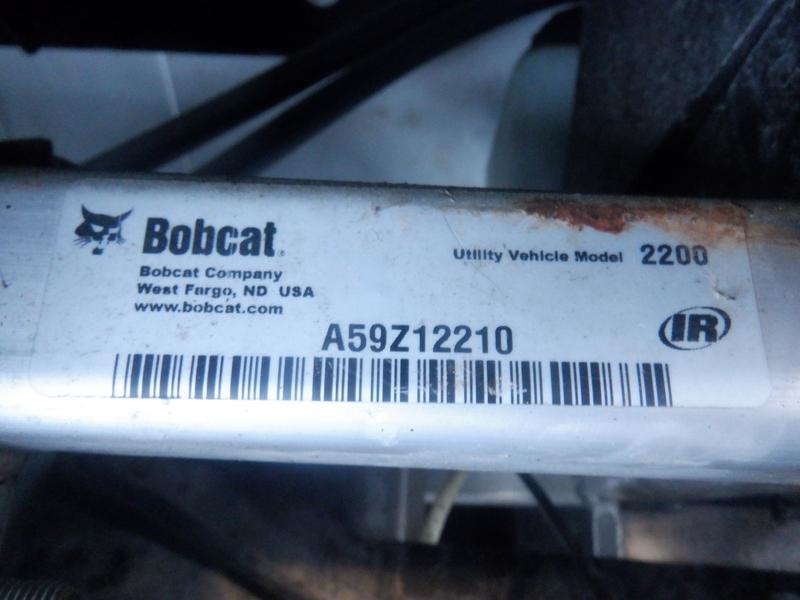 Bobcat®
Utility Vehicle Model 2200
Bobcat Company
West Fargo, ND USA
www.bobcat.com
A59Z12210
IR